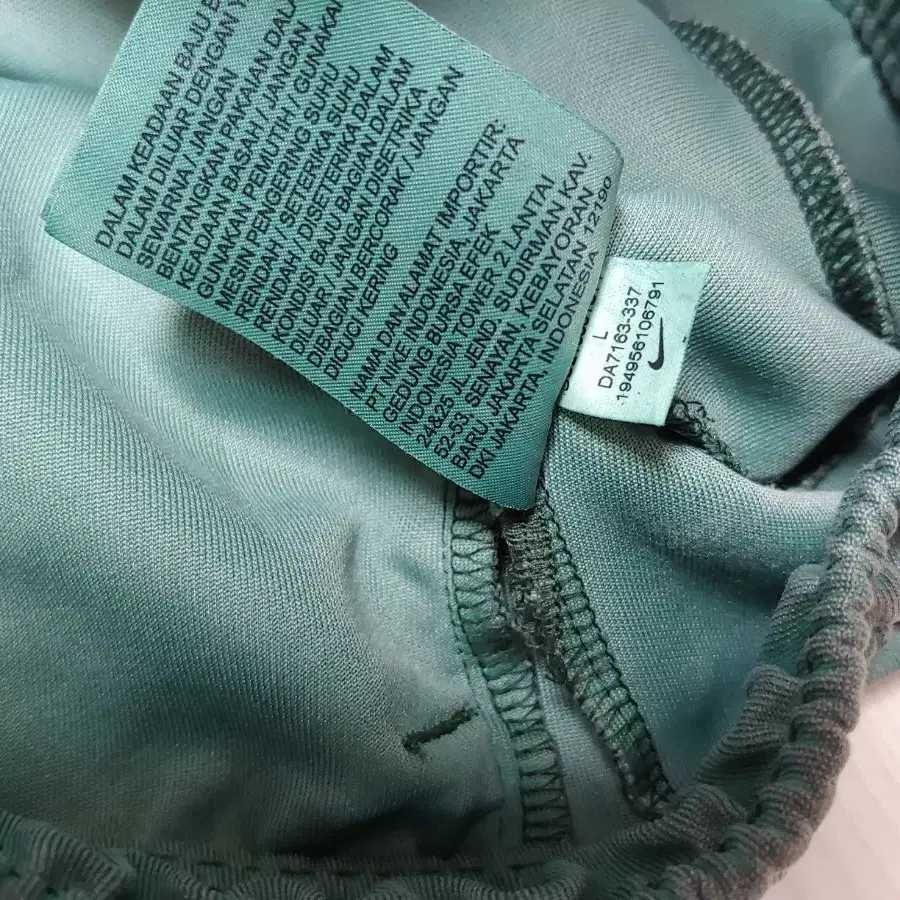 DALAM KEADAAN BAJU B
DALAM DILUAR DENGAN
SEWARNA / JANGAN
BENTANGKAN PAKAIAN DALA
KEADAAN BASAH / JANGAN
GUNAKAN PEMUTIH / GUNAKA
MESIN PENGERING SUHU
RENDAH / SETERIKA SUHU
RENDAH / DISETERIKA DALAM
KONDISI BAJU BAGIAN DALAM
DILUAR / JANGAN DISETRIKA
DIBAGIAN BERCORAK / JANGAN
DICUCI KERING
NAMA DAN ALAMAT IMPORTIR:
PT NIKE INDONESIA, JAKARTA
GEDUNG BURSA EFEK
INDONESIA TOWER 2 LANTAI
24&25 JL. JEND. SUDIRMAN KAV.
52-53 SENAYAN, KEBAYORAN
BARU JAKARTA SELATAN 12190
DKI JAKARTA, INDONESIA
L
DA7163-337
194956106791